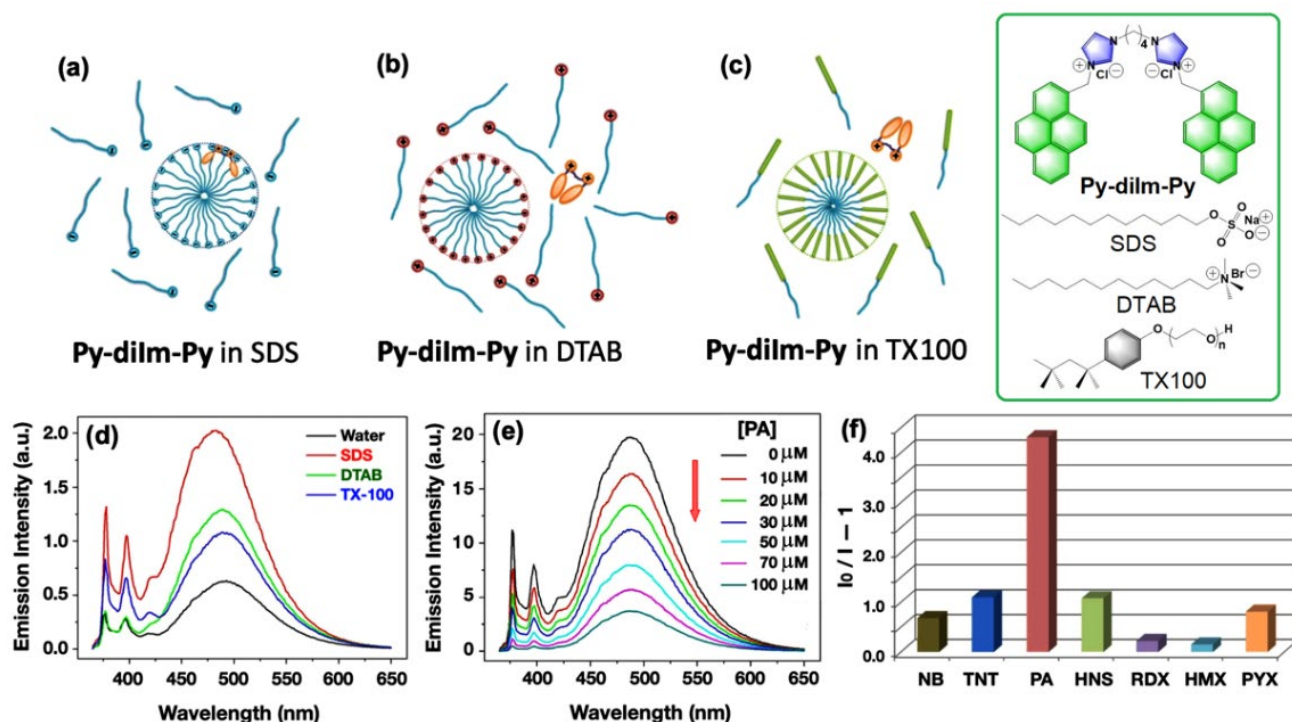 (a)
(b)
(c)
Py-diIm-Py in SDS
Py-diIm-Py in DTAB
Py-diIm-Py in TX100
N
4
N
N
N
⊕
Cl
⊖
⊖
Cl
⊕
Py-diIm-Py
O
O
Na
⊕
S
O
⊖
O
SDS
⊕
Br
⊖
N
DTAB
O
O
H
n
TX100
(d)
Emission Intensity (a.u.)
2.0
1.5
1.0
0.5
0.0
Water
SDS
DTAB
TX-100
400 450 500 550 600 650
Wavelength (nm)
(e)
Emission Intensity (a.u.)
20
15
10
5
0
[PA]
0 μM
10 μM
20 μM
30 μM
50 μM
70 μM
100 μM
400 450 500 550 600 650
Wavelength (nm)
(f)
I0 / I — 1
4.0
3.0
2.0
1.0
0.0
NB TNT PA HNS RDX HMX PYX